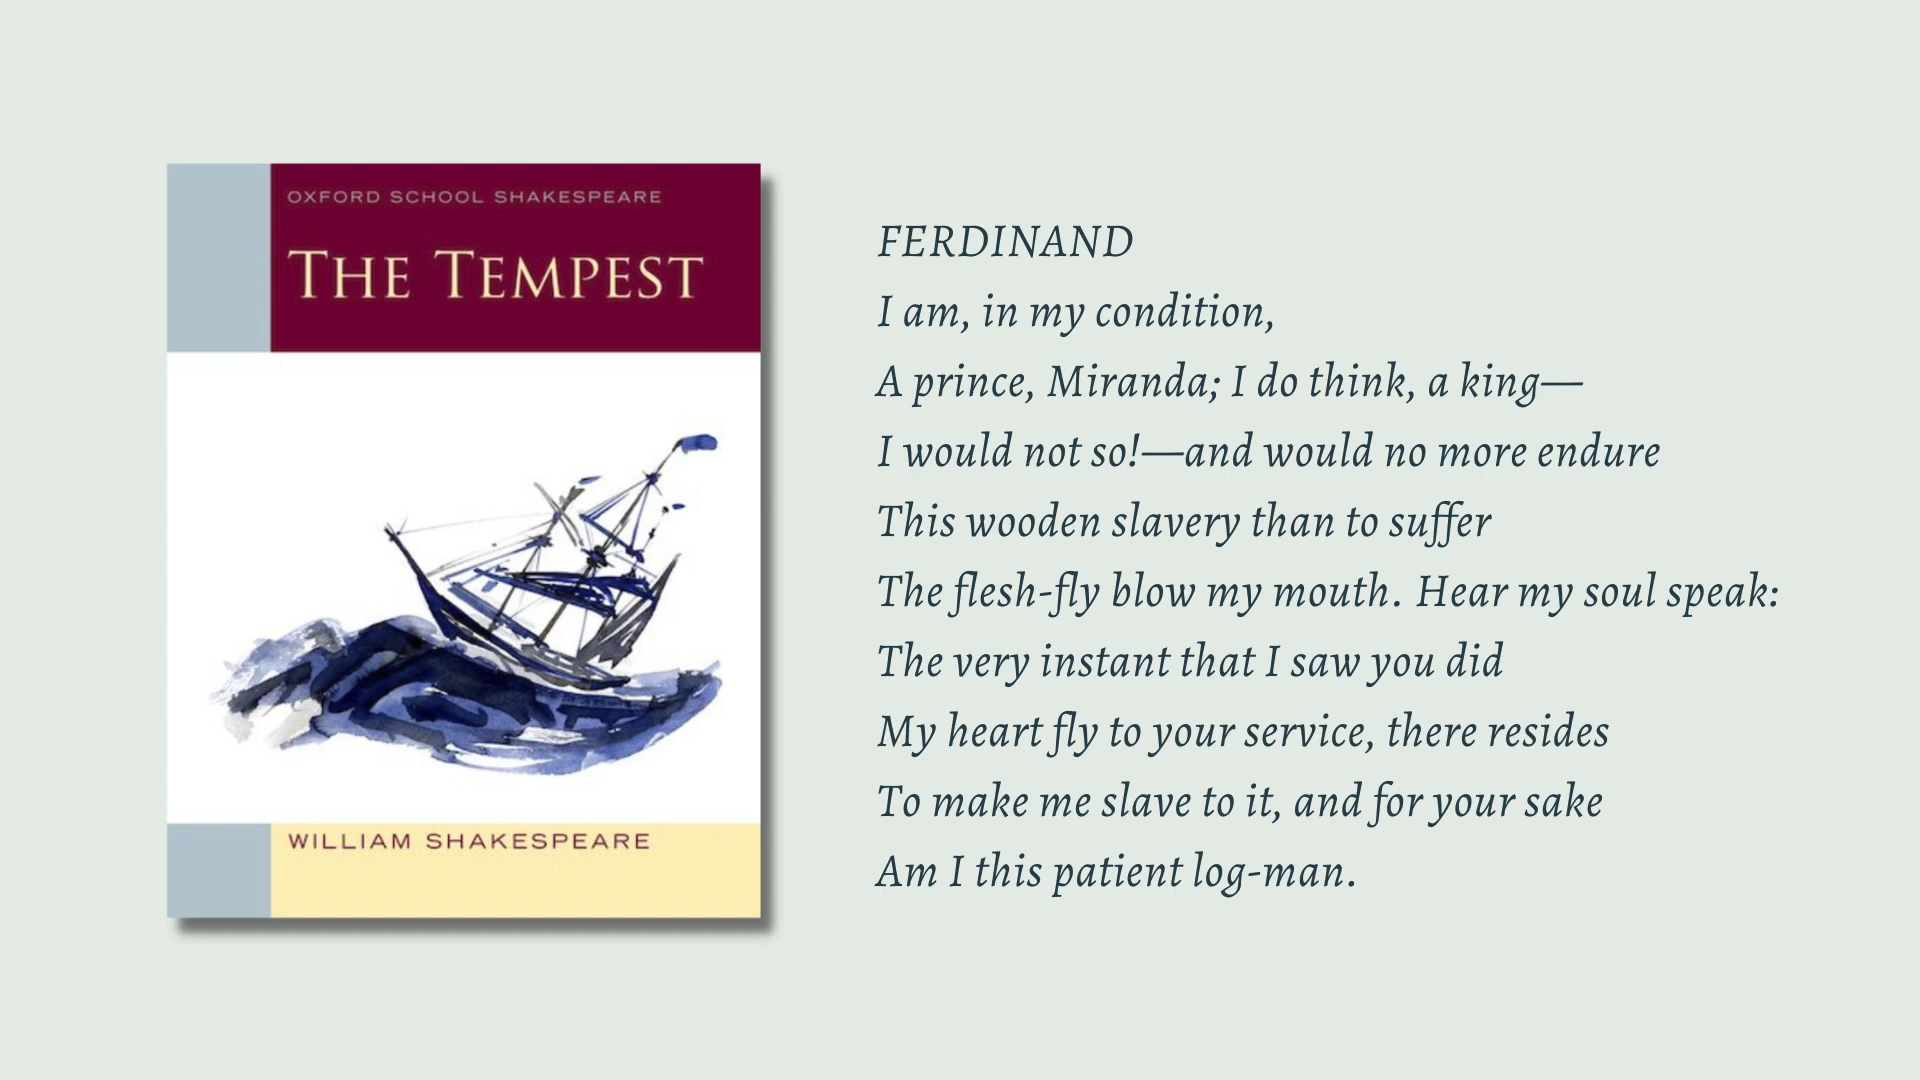 OXFORD SCHOOL SHAKESPEARE
THE TEMPEST
WILLIAM SHAKESPEARE
FERDINAND
I am, in my condition,
A prince, Miranda; I do think, a king—
I would not so!—and would no more endure
This wooden slavery than to suffer
The flesh-fly blow my mouth. Hear my soul speak:
The very instant that I saw you did
My heart fly to your service, there resides
To make me slave to it, and for your sake
Am I this patient log-man.